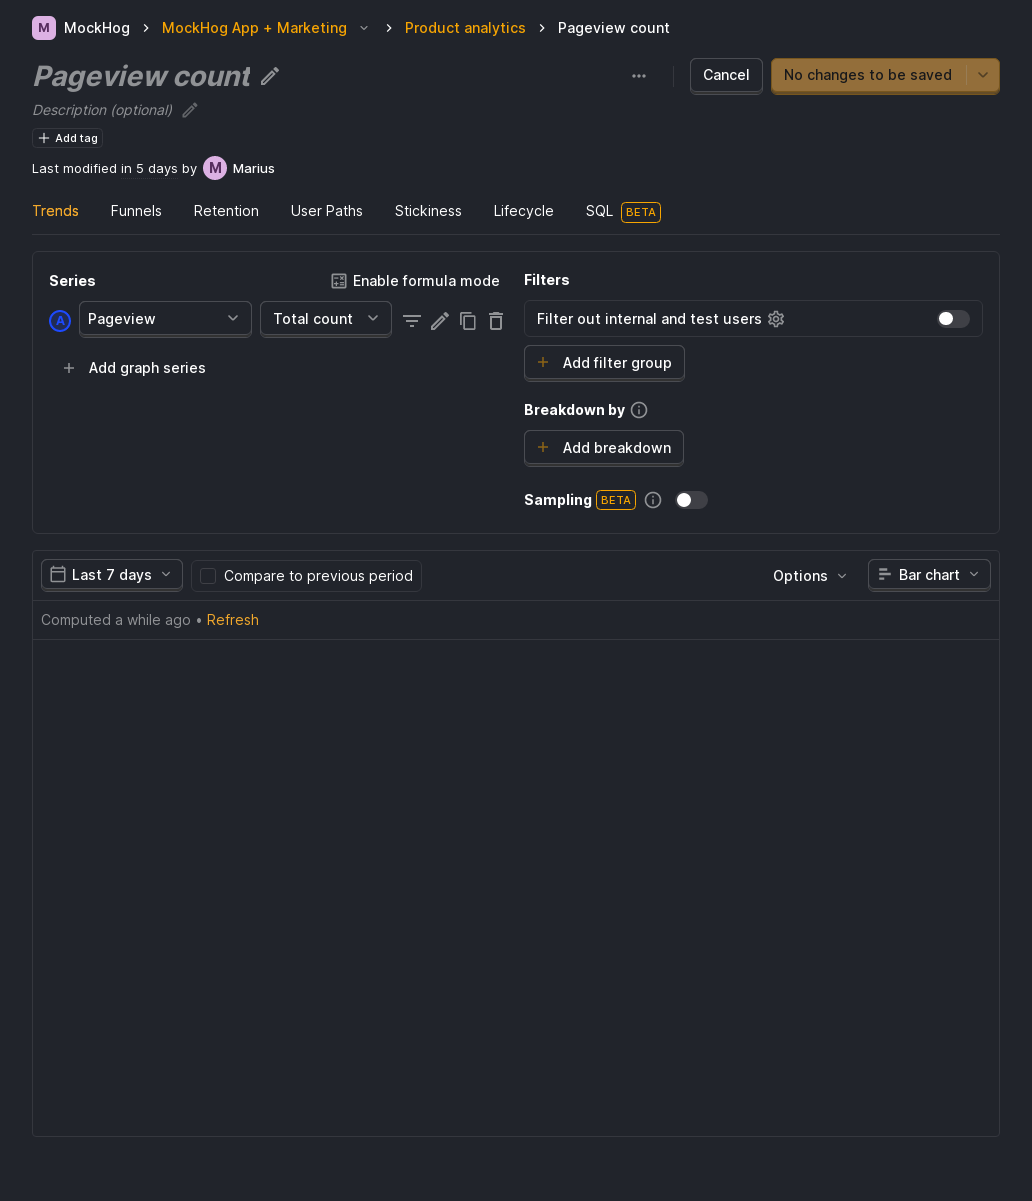 M MockHog MockHog App + Marketing Product analytics Pageview count
Pageview count
Cancel
No changes to be saved
Description (optional)
Add tag
Last modified in 5 days by M Marius
Trends Funnels Retention User Paths Stickiness Lifecycle SQL BETA
Series
Enable formula mode
A Pageview Total count
Add graph series
Filters
Filter out internal and test users
Add filter group
Breakdown by
Add breakdown
Sampling BETA
Last 7 days Compare to previous period Options Bar chart
Computed a while ago • Refresh